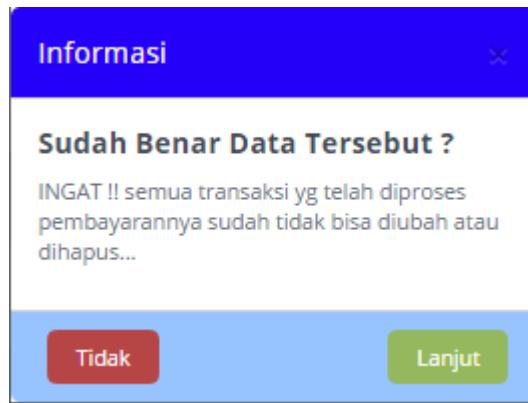 Informasi
Sudah Benar Data Tersebut ?
INGAT !! semua transaksi yg telah diproses
pembayarannya sudah tidak bisa diubah atau
dihapus...
Tidak
Lanjut